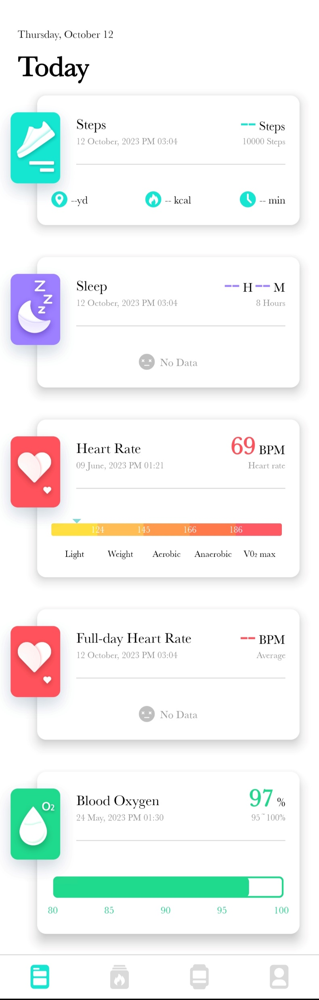 Thursday, October 12
Today
Steps
-- Steps
12 October, 2023 PM 03:04
10000 Steps
--yd
-- kcal
-- min
Z
Z
Z
Sleep
-- H -- M
12 October, 2023 PM 03:04
8 Hours
No Data
Heart Rate
69 BPM
09 June, 2023 PM 01:21
Heart rate
124 145 166 186
Light Weight Aerobic Anaerobic V0₂ max
Full-day Heart Rate
-- BPM
12 October, 2023 PM 03:04
Average
No Data
O₂
Blood Oxygen
97 %
24 May, 2023 PM 01:30
95~100%
80 85 90 95 100